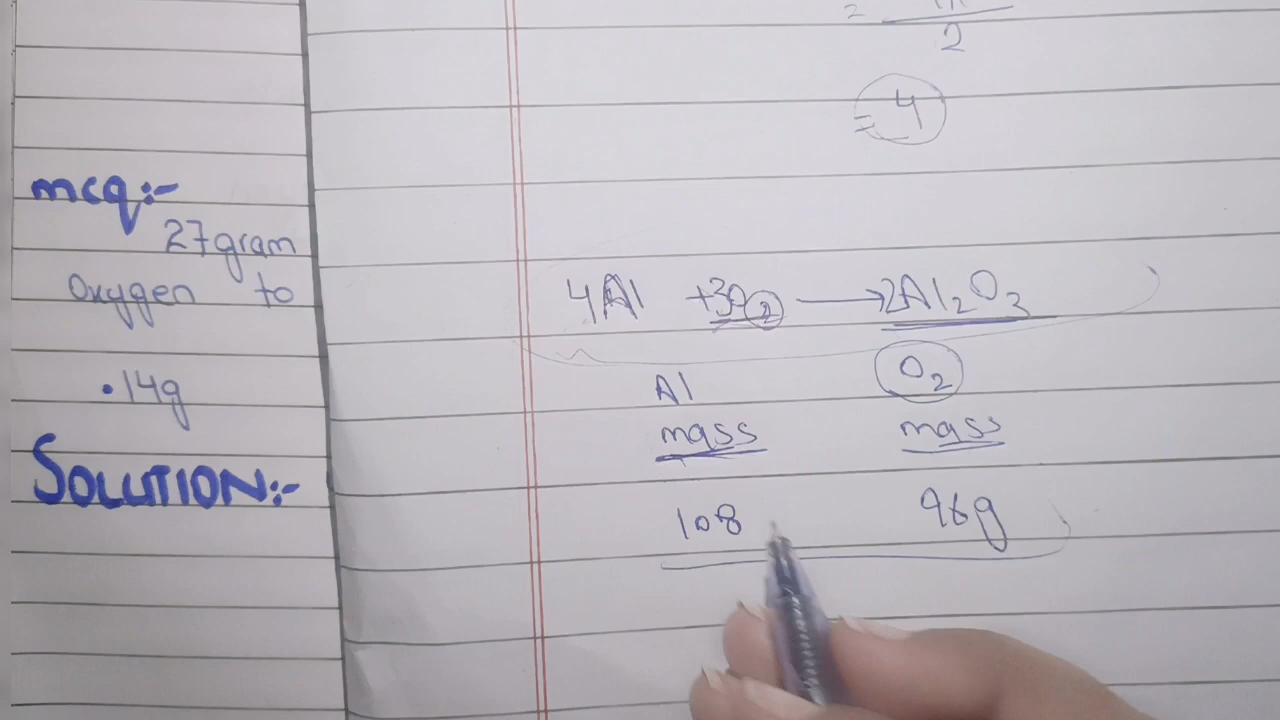 mcq:-
27gram
Oxygen to
•14g
SOLUTION:-
2
= 4
4Al +3O2 → 2Al2O3
Al O2
mass mass
108 96g